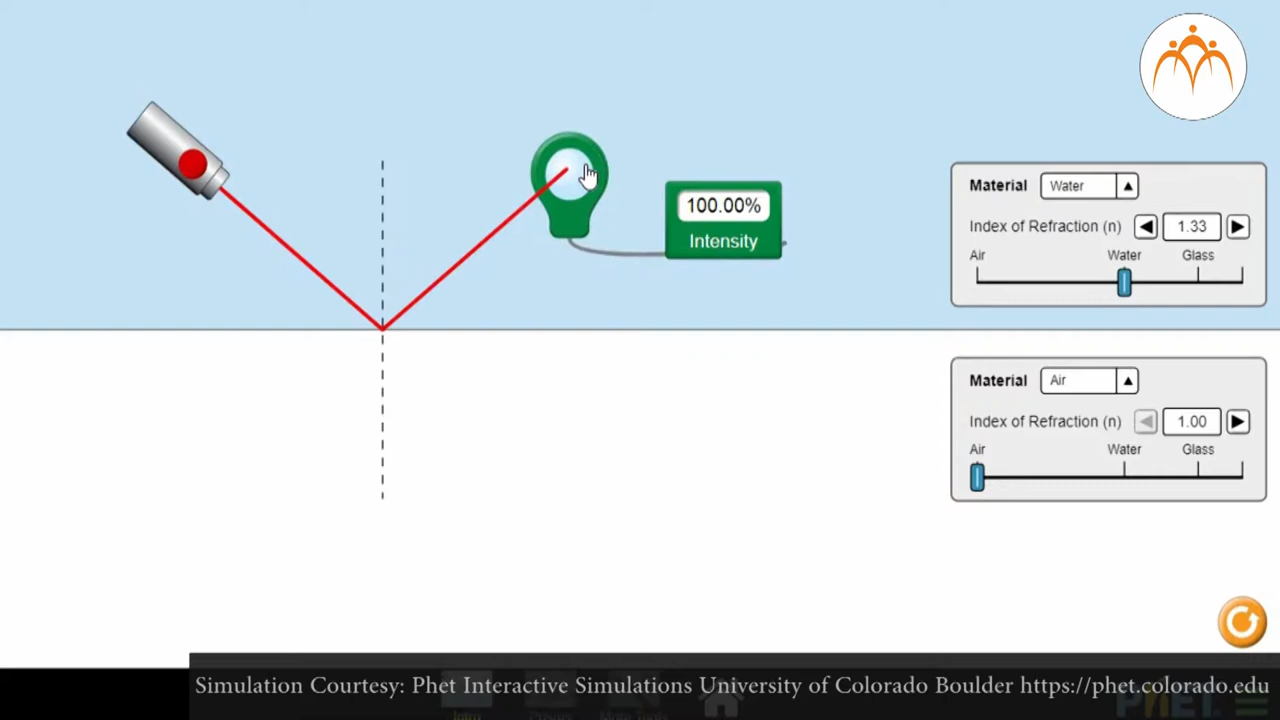 100.00%
Intensity
Material Water
Index of Refraction (n) 1.33
Air Water Glass
Material Air
Index of Refraction (n) 1.00
Air Water Glass
Simulation Courtesy: Phet Interactive Simulations University of Colorado Boulder https://phet.colorado.edu